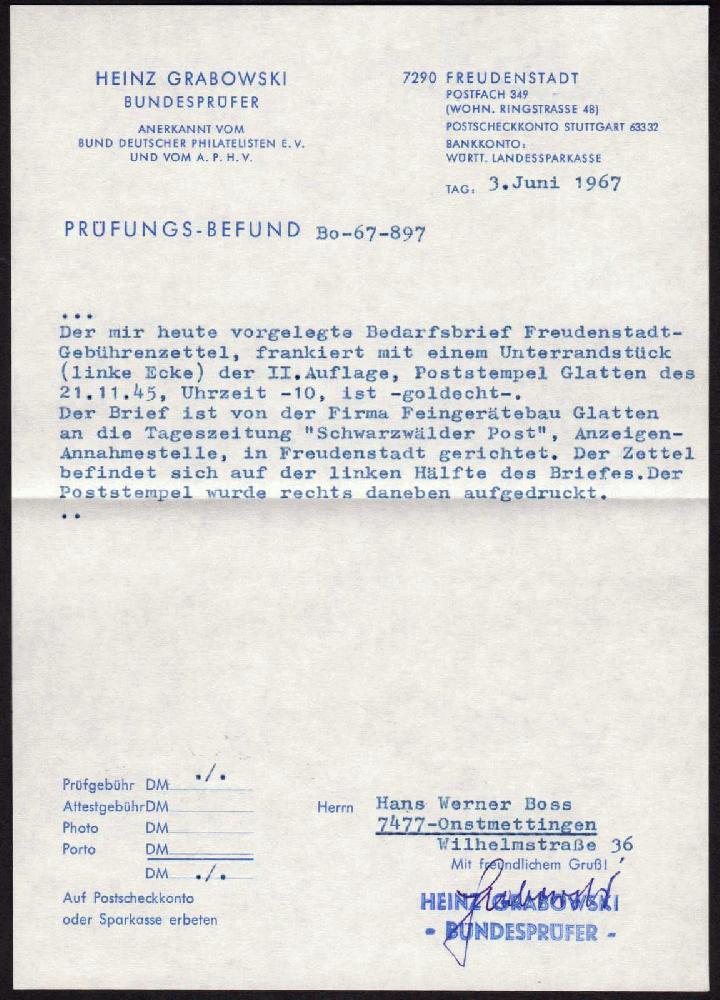 HEINZ GRABOWSKI
BUNDESPRÜFER
ANERKANNT VOM
BUND DEUTSCHER PHILATELISTEN E. V.
UND VOM A. P. H. V.
7290 FREUDENSTADT
POSTFACH 349
(WOHN. RINGSTRASSE 48)
POSTSCHECKKONTO STUTTGART 63332
BANKKONTO:
WÜRTT. LANDESSPARKASSE
TAG: 3.Juni 1967
PRÜFUNGS-BEFUND Bo-67-897
...
Der mir heute vorgelegte Bedarfsbrief Freudenstadt-
Gebührenzettel, frankiert mit einem Unterrandstück
(linke Ecke) der II.Auflage, Poststempel Glatten des
21.11.45, Uhrzeit -10, ist -goldecht-.
Der Brief ist von der Firma Feingerätebau Glatten
an die Tageszeitung "Schwarzwälder Post", Anzeigen-
Annahmestelle, in Freudenstadt gerichtet. Der Zettel
befindet sich auf der linken Hälfte des Briefes.Der
Poststempel wurde rechts daneben aufgedruckt.
..
Prüfgebühr DM ./.
Attestgebühr DM
Photo DM
Porto DM
DM ./.
Auf Postscheckkonto
oder Sparkasse erbeten
Herrn Hans Werner Boss
7477-Onstmettingen
Wilhelmstraße 36
Mit freundlichem Gruß!
Grabowski
HEINZ GRABOWSKI
- BUNDESPRÜFER -